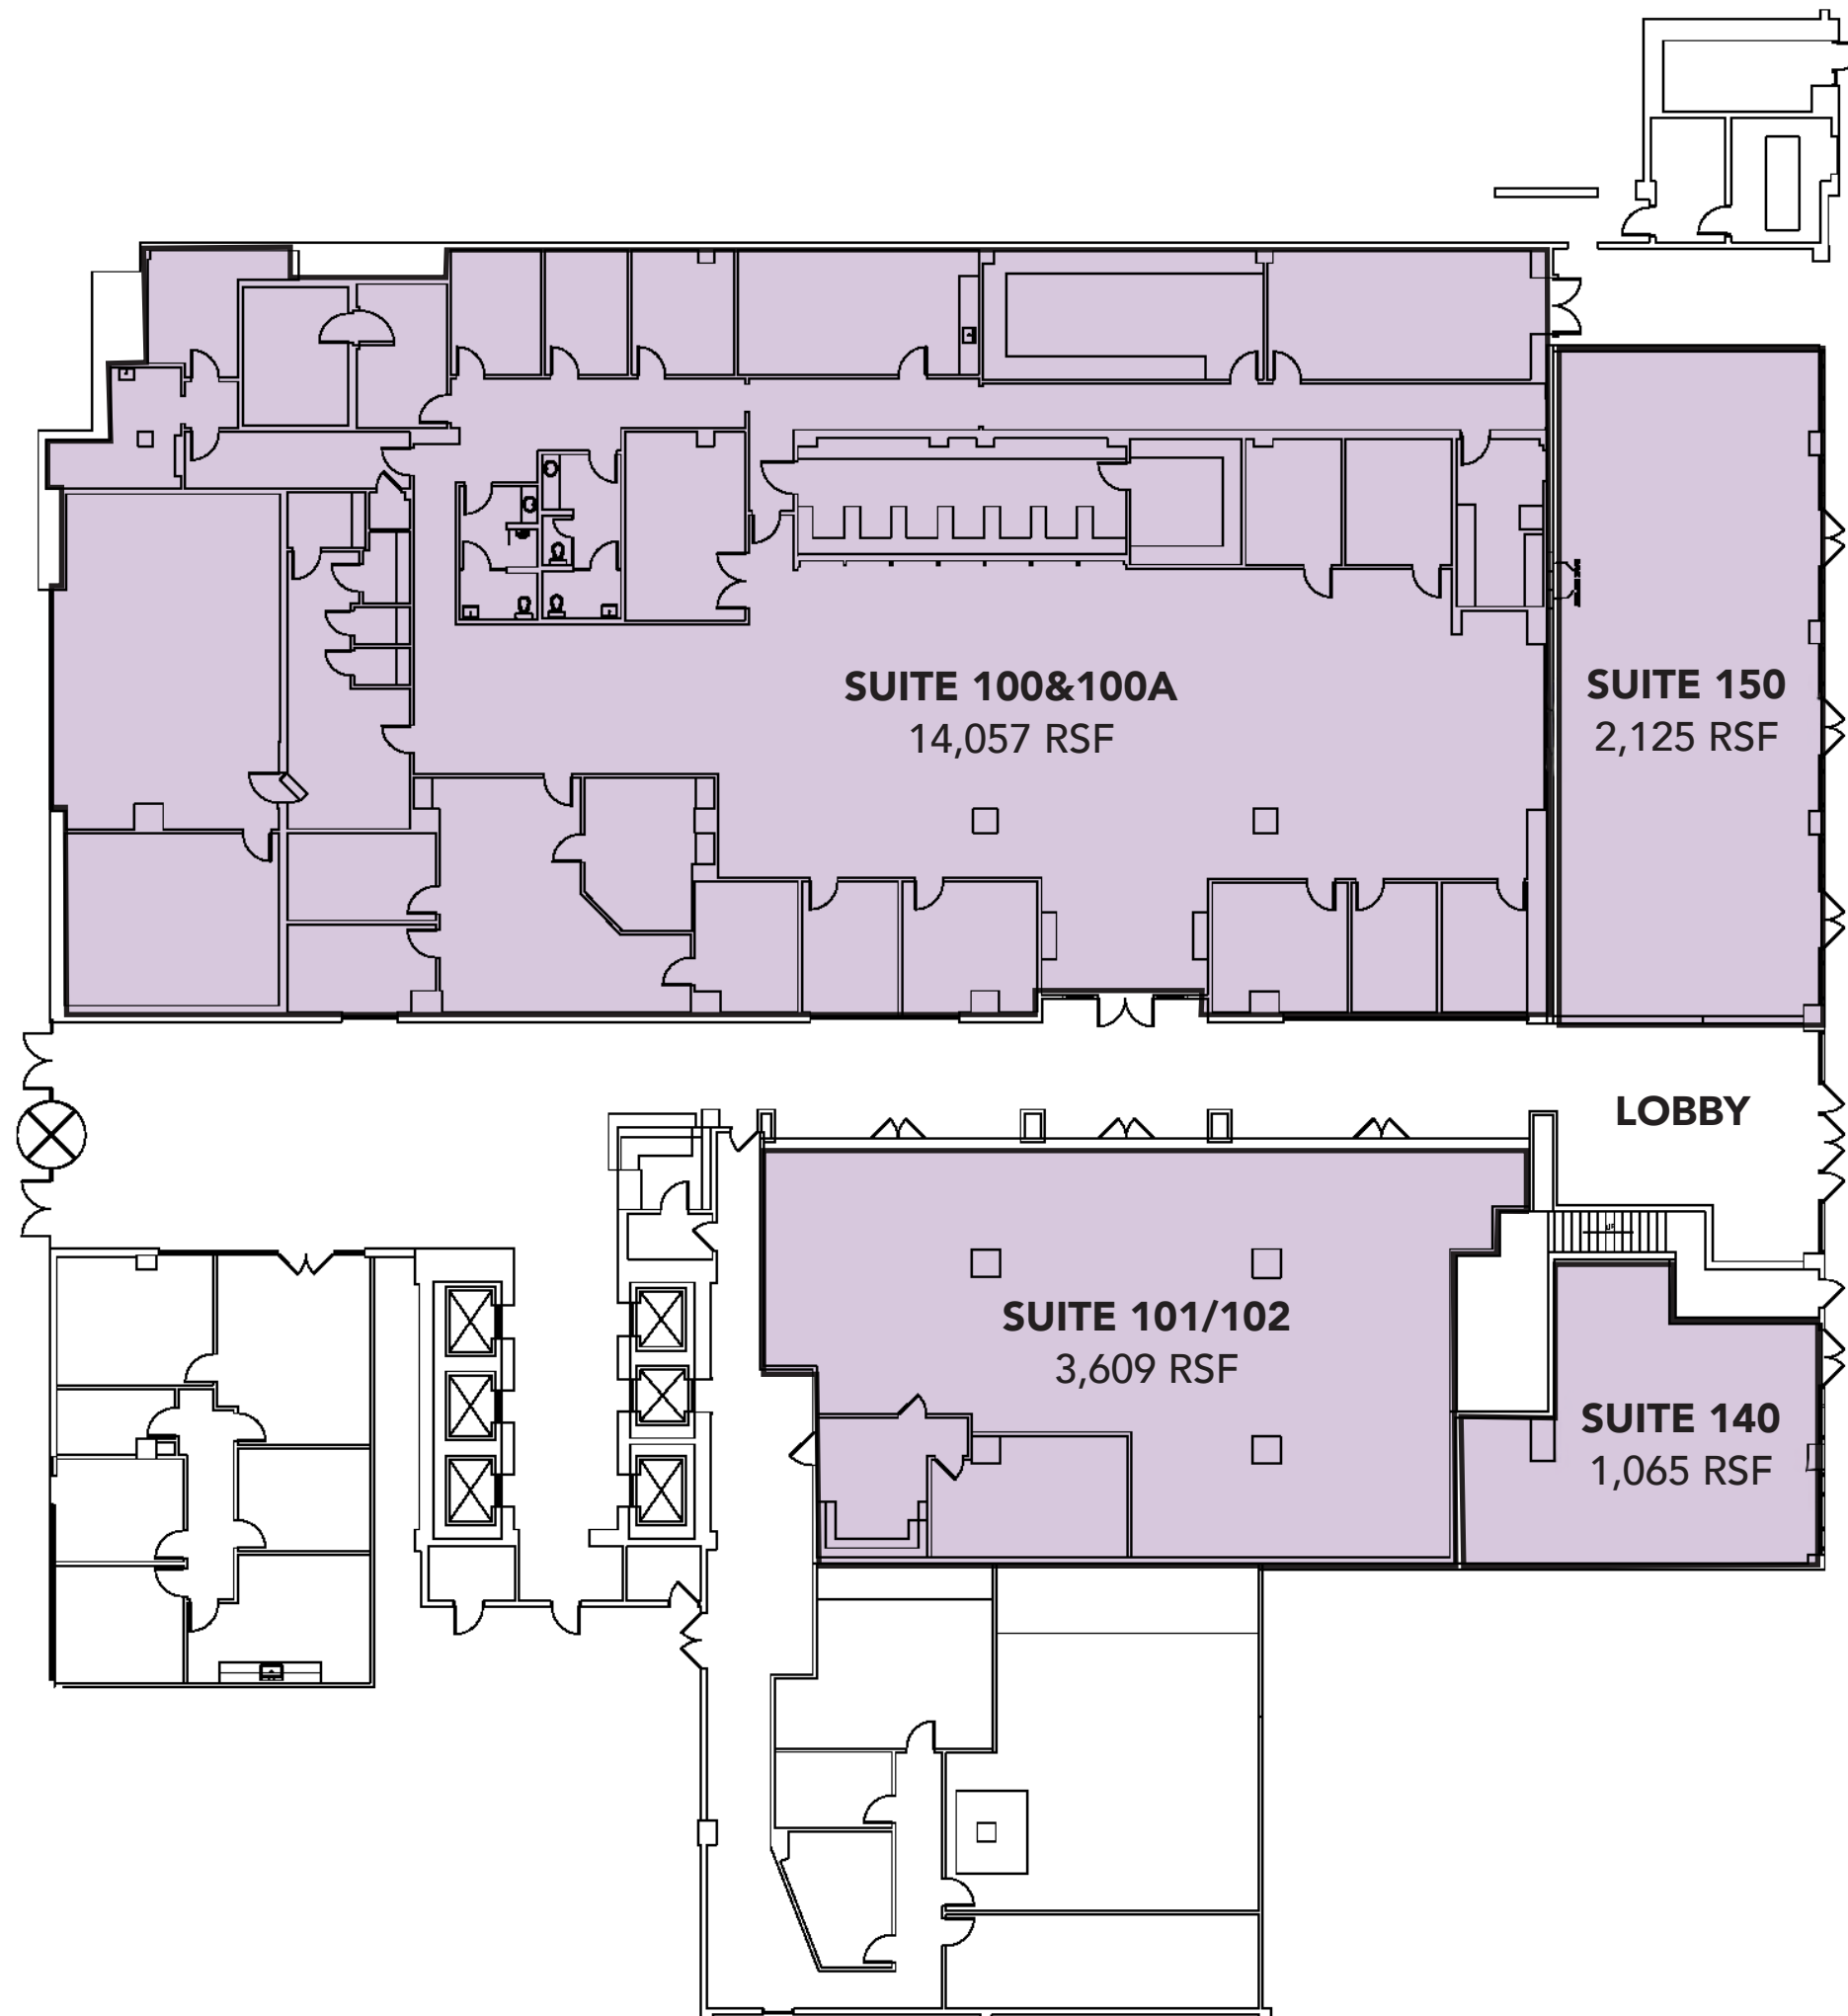 SUITE 100&100A
14,057 RSF
SUITE 150
2,125 RSF
LOBBY
UP
SUITE 101/102
3,609 RSF
SUITE 140
1,065 RSF